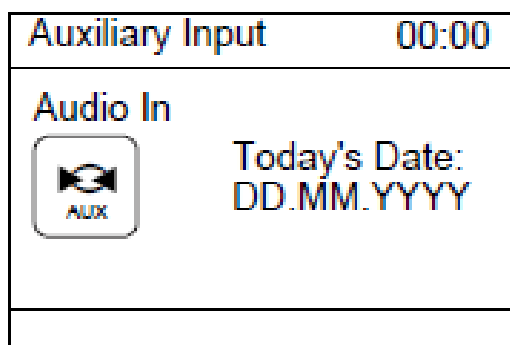 Auxiliary Input 00:00
Audio In
AUX
Today's Date:
DD.MM.YYYY